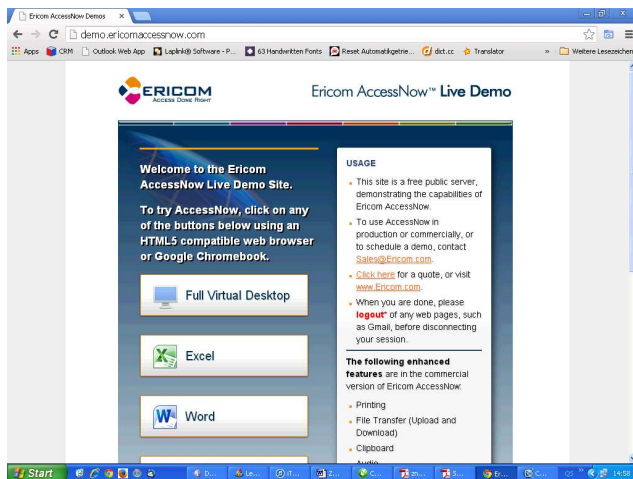 Ericom AccessNow Demos
demo.ericomaccessnow.com
Apps CRM Outlook Web App Laplink® Software - P... 63 Handwritten Fonts Reset Automatikgetrie... dict.cc Translator » Weitere Lesezeichen
ERICOM
ACCESS DONE RIGHT
Ericom AccessNow™ Live Demo
Welcome to the Ericom
AccessNow Live Demo Site.
To try AccessNow, click on any
of the buttons below using an
HTML5 compatible web browser
or Google Chromebook.
Full Virtual Desktop
Excel
Word
USAGE
This site is a free public server,
demonstrating the capabilities of
Ericom AccessNow.
To use AccessNow in
production or commercially, or
to schedule a demo, contact
Sales@Ericom.com.
Click here for a quote, or visit
www.Ericom.com.
When you are done, please
logout* of any web pages, such
as Gmail, before disconnecting
your session.
The following enhanced
features are in the commercial
version of Ericom AccessNow:
Printing
File Transfer (Upload and
Download)
Clipboard
Audio
Start D... Le... iT... Z... C... zn... S... Er... C... QS » 14:58